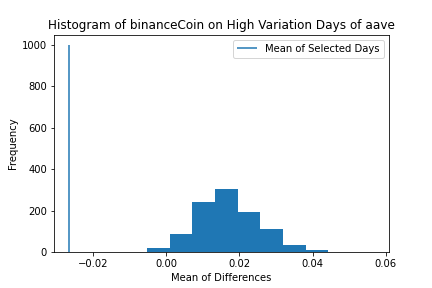 Histogram of binanceCoin on High Variation Days of aave
Mean of Selected Days
1000
800
600
400
200
0
Frequency
−0.02 0.00 0.02 0.04 0.06
Mean of Differences